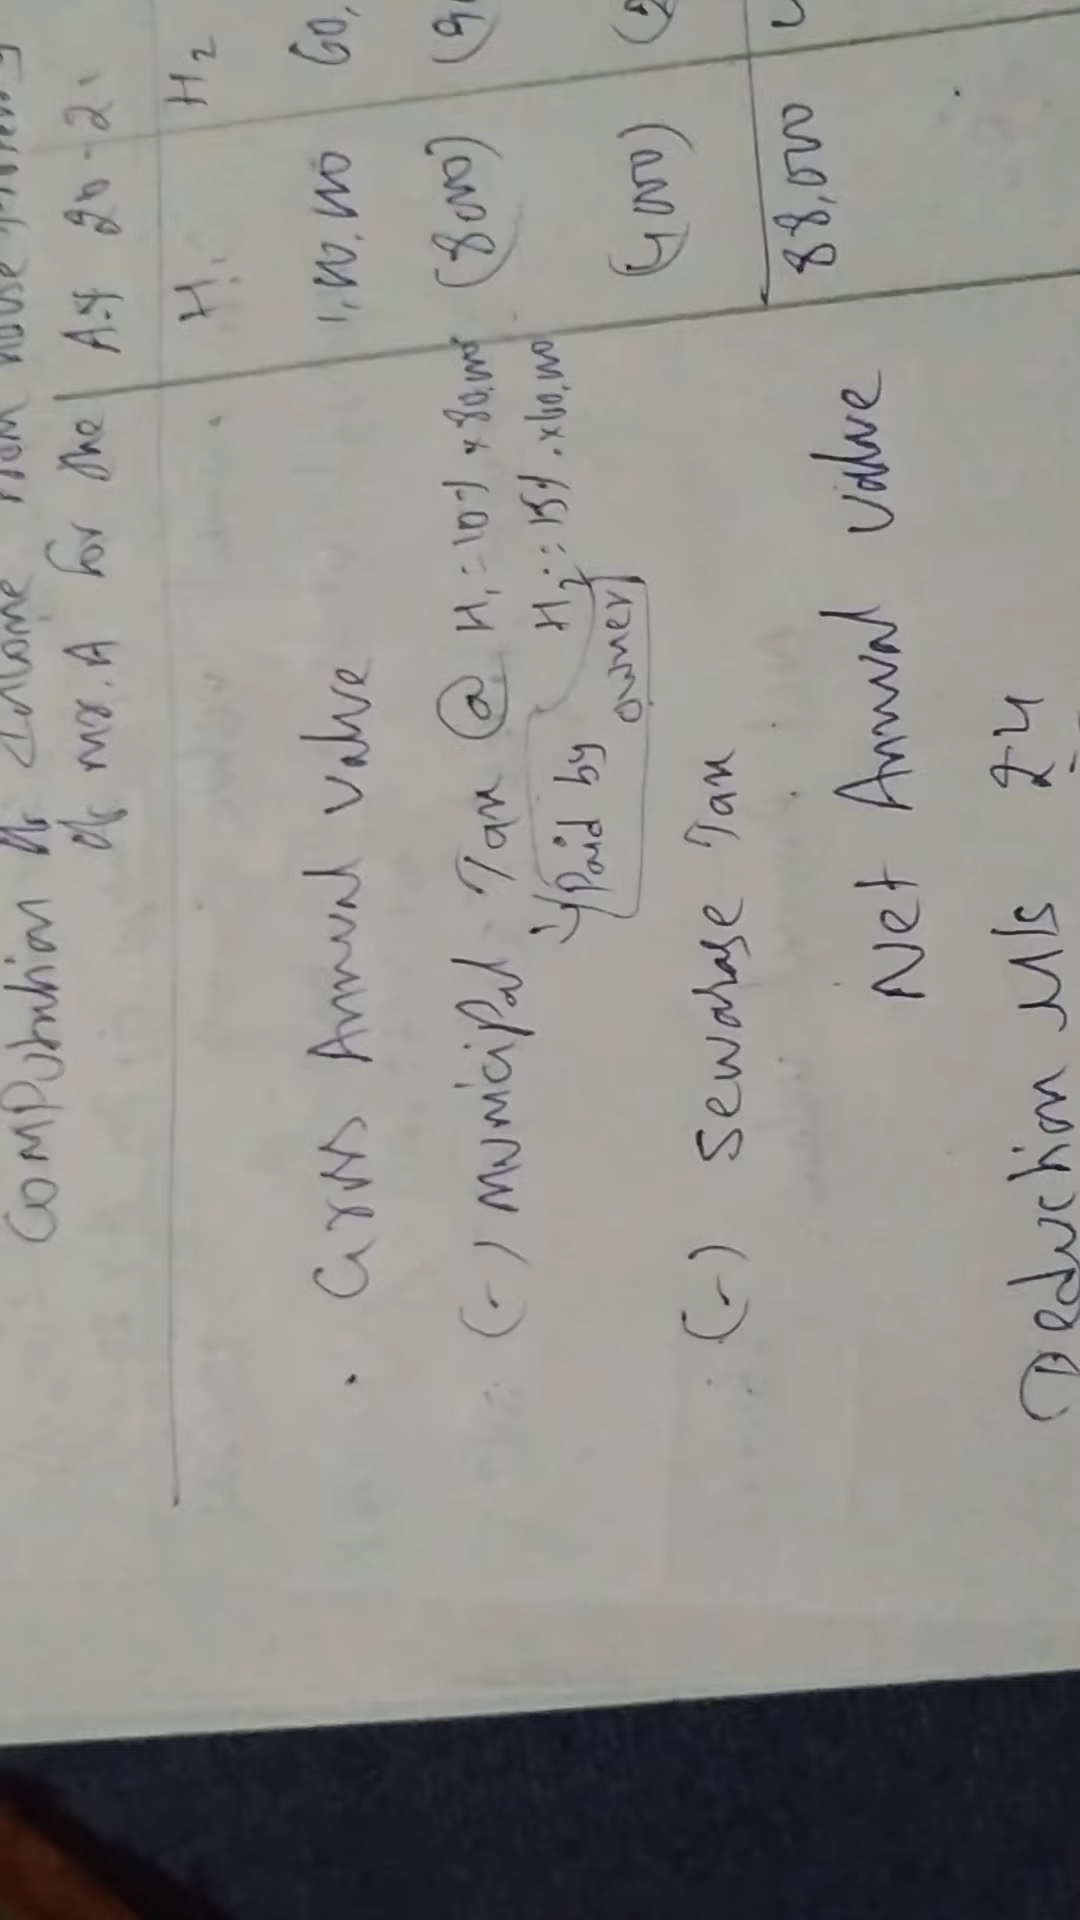 Computation of Income from house
of mr. A for the A.y 20-2
H1 H2
Gross Annual Value 1,00,000 60,
(-) Municipal Tax @ H1 = 10% x 80,000 (8000) (9,
H2 = 15% x 60,000
Paid by owner
(-) Sewarage Tax (4000) (2
Net Annual Value 88,000
Deduction U/s 24